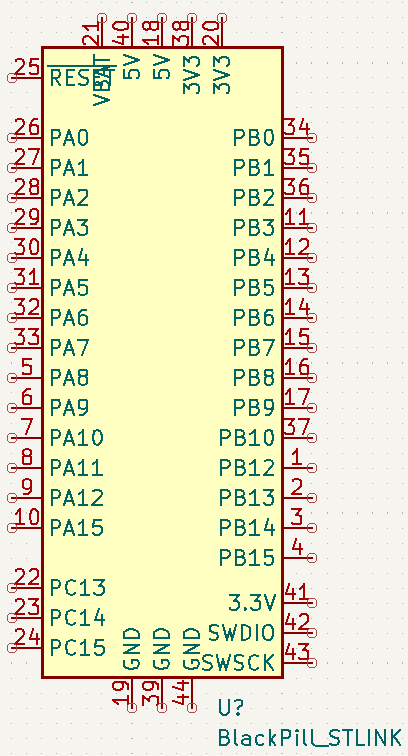 21 40 18 38 20
25 RESET VBAT 5V 5V 3V3 3V3
26 PA0 PB0 34
27 PA1 PB1 35
28 PA2 PB2 36
29 PA3 PB3 11
30 PA4 PB4 12
31 PA5 PB5 13
32 PA6 PB6 14
33 PA7 PB7 15
5 PA8 PB8 16
6 PA9 PB9 17
7 PA10 PB10 37
8 PA11 PB12 1
9 PA12 PB13 2
10 PA15 PB14 3
PB15 4
22 PC13 3.3V 41
23 PC14 SWDIO 42
24 PC15 GND GND GND SWSCK 43
19 39 44
U?
BlackPill_STLINK